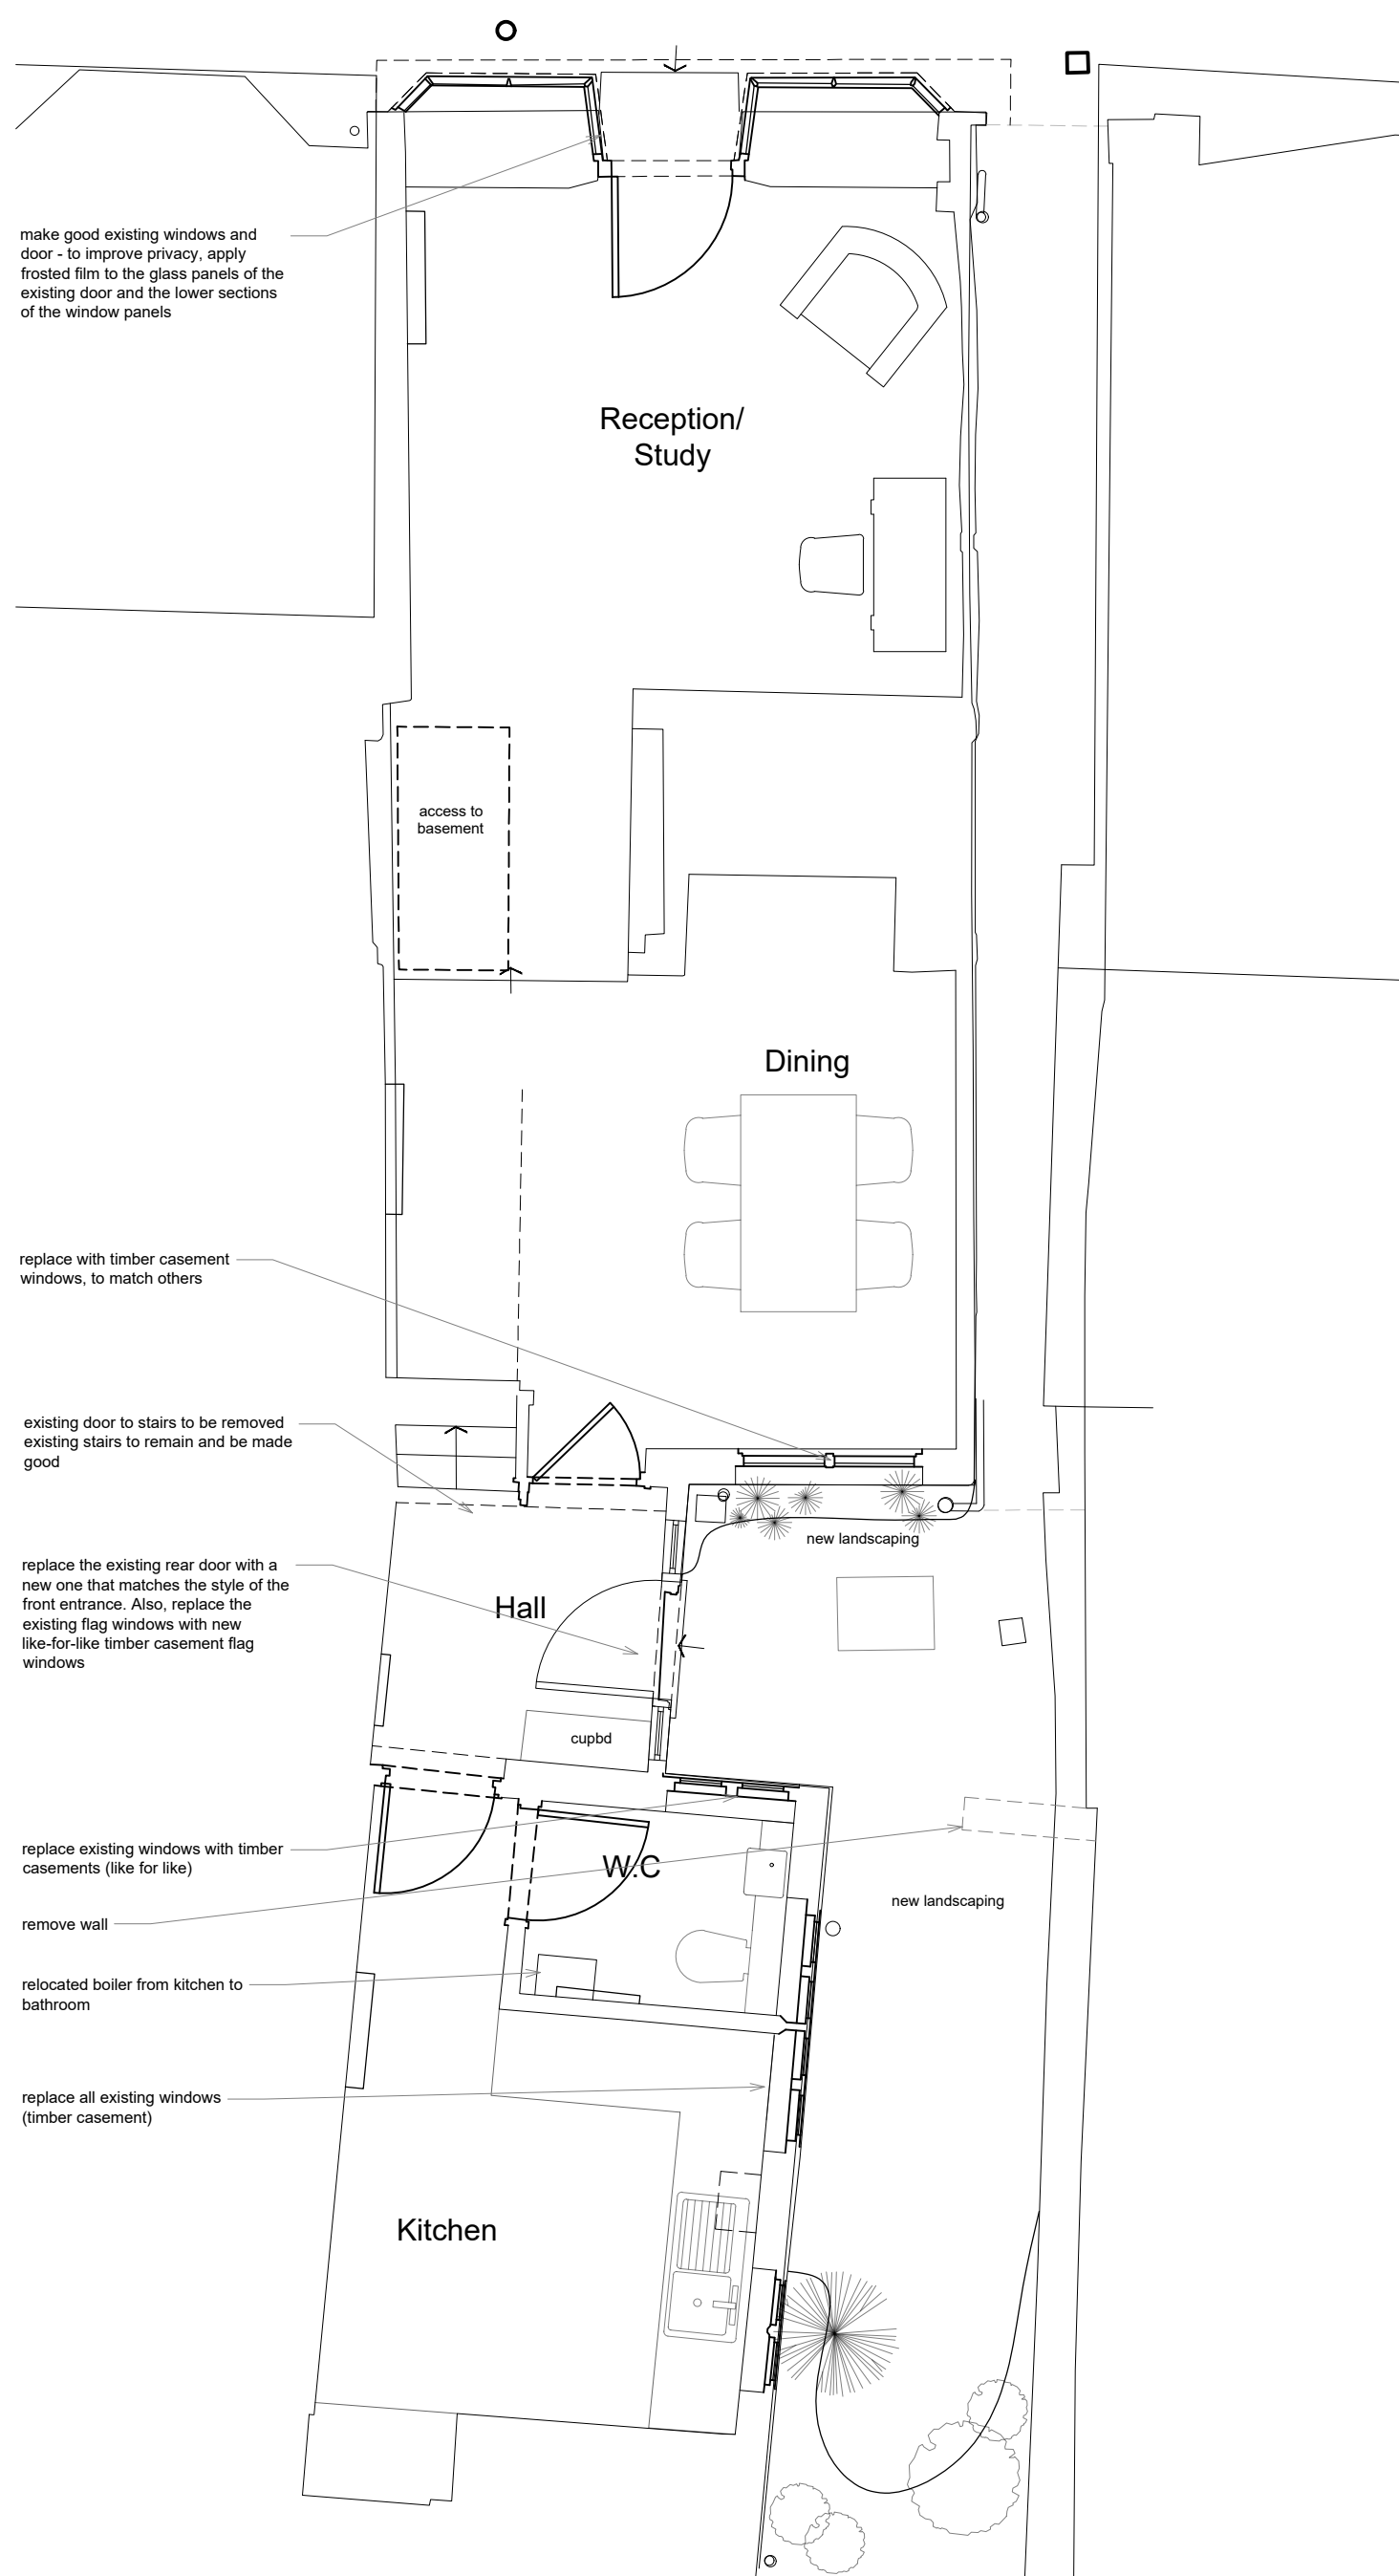 make good existing windows and
door - to improve privacy, apply
frosted film to the glass panels of the
existing door and the lower sections
of the window panels
Reception/
Study
access to
basement
Dining
replace with timber casement
windows, to match others
existing door to stairs to be removed
existing stairs to remain and be made
good
new landscaping
replace the existing rear door with a
new one that matches the style of the
front entrance. Also, replace the
existing flag windows with new
like-for-like timber casement flag
windows
Hall
cupbd
replace existing windows with timber
casements (like for like)
W.C
new landscaping
remove wall
relocated boiler from kitchen to
bathroom
replace all existing windows
(timber casement)
Kitchen